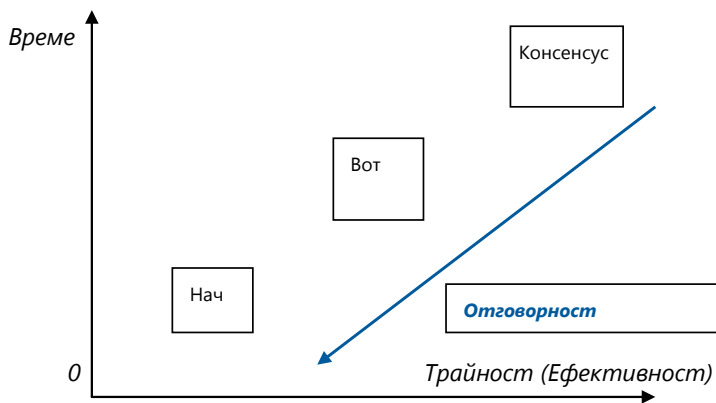 Време
Консенсус
Вот
Нач
Отговорност
0
Трайност (Ефективност)